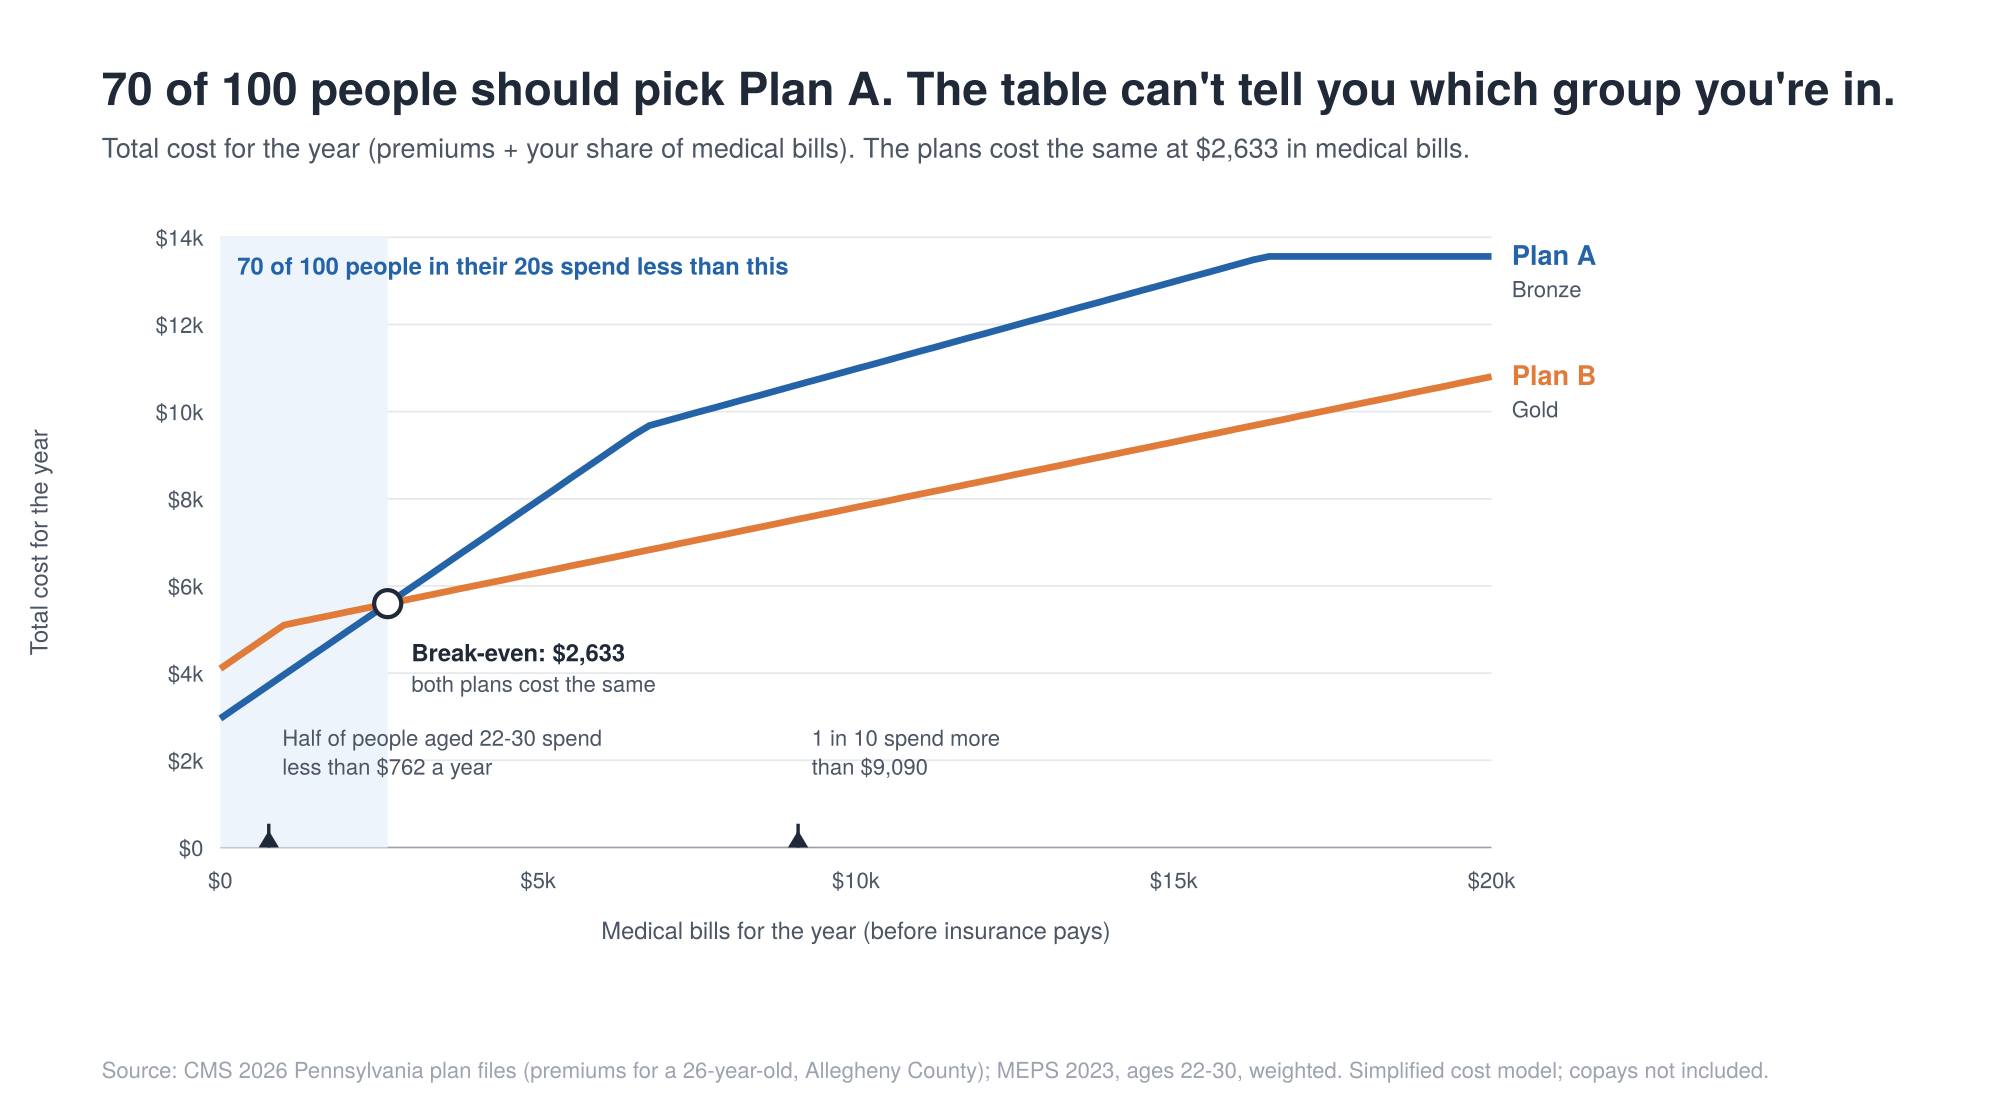 70 of 100 people should pick Plan A. The table can't tell you which group you're in.
Total cost for the year (premiums + your share of medical bills). The plans cost the same at $2,633 in medical bills.
$14k
70 of 100 people in their 20s spend less than this
Plan A
Bronze
$12k
Plan B
Gold
$10k
$8k
$6k
Total cost for the year
Break-even: $2,633
both plans cost the same
$4k
Half of people aged 22-30 spend
less than $762 a year
1 in 10 spend more
than $9,090
$2k
$0
$0
$5k
$10k
$15k
$20k
Medical bills for the year (before insurance pays)
Source: CMS 2026 Pennsylvania plan files (premiums for a 26-year-old, Allegheny County); MEPS 2023, ages 22-30, weighted. Simplified cost model; copays not included.